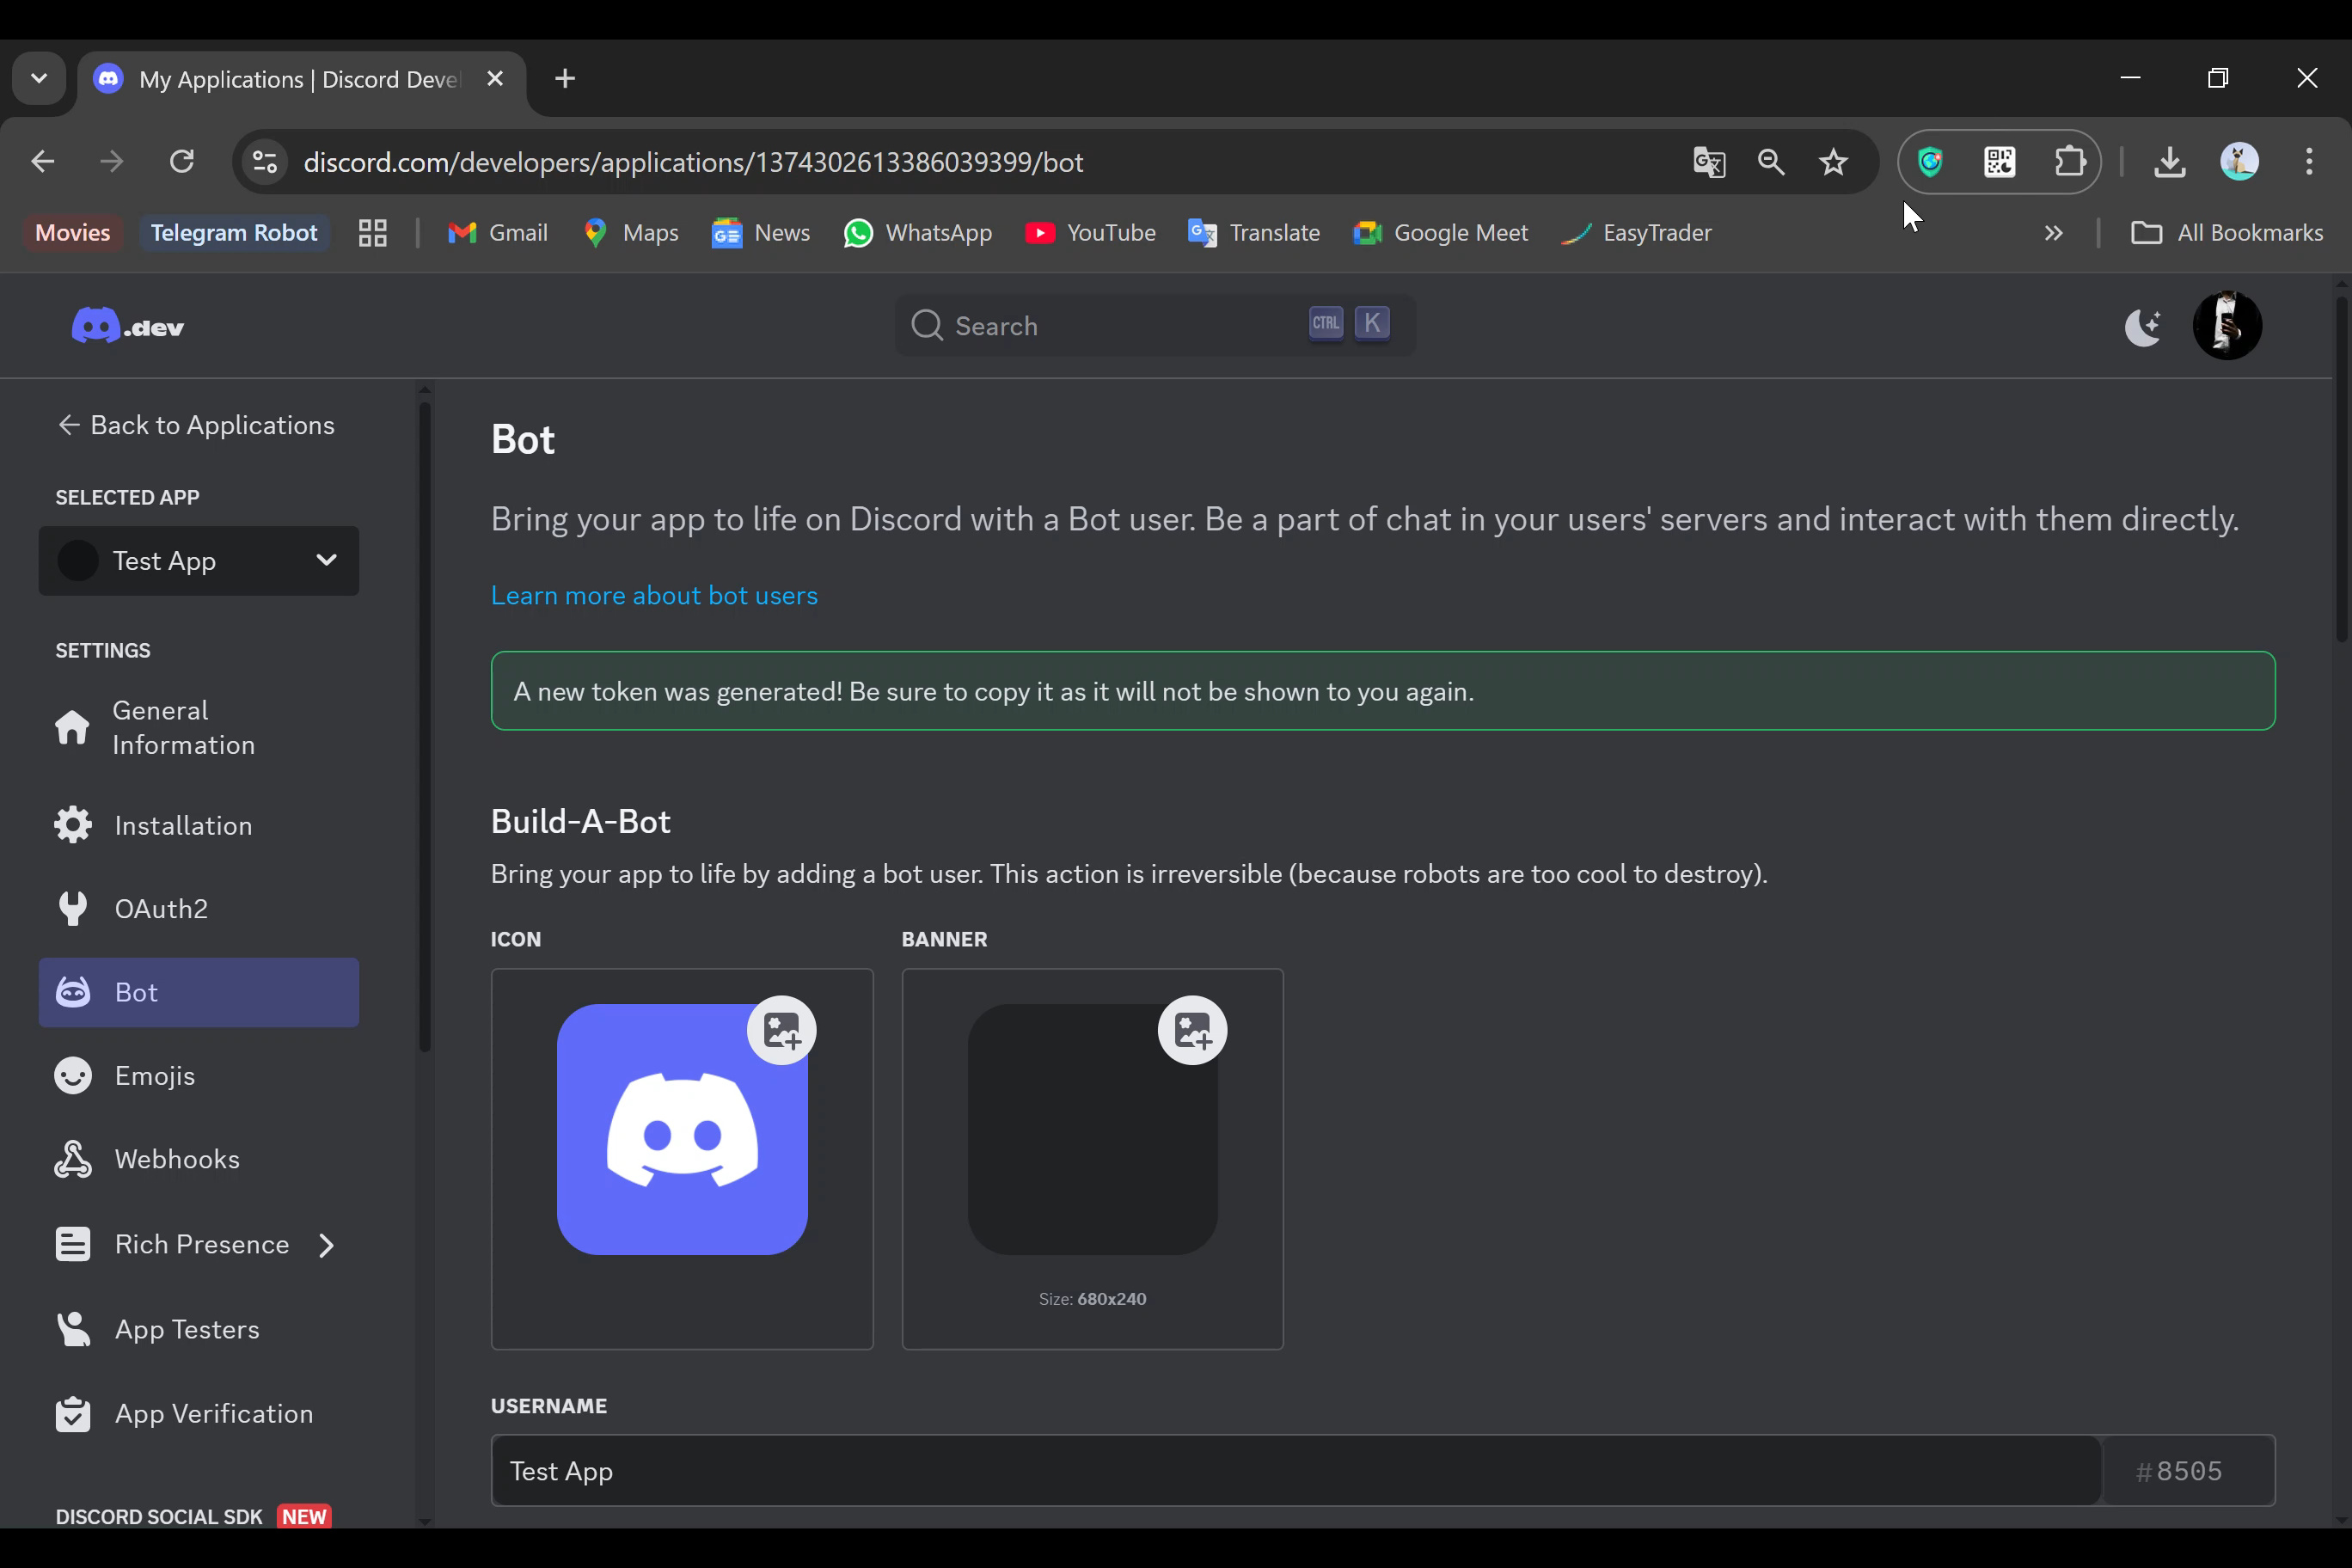 My Applications | Discord Deve
discord.com/developers/applications/1374302613386039399/bot
Movies
Telegram Robot
Gmail
Maps
News
WhatsApp
YouTube
Translate
Google Meet
EasyTrader
All Bookmarks
.dev
Search
CTRL
K
Back to Applications
SELECTED APP
Test App
SETTINGS
General
Information
Installation
OAuth2
Bot
Emojis
Webhooks
Rich Presence
App Testers
App Verification
DISCORD SOCIAL SDK NEW
Bot
Bring your app to life on Discord with a Bot user. Be a part of chat in your users' servers and interact with them directly.
Learn more about bot users
A new token was generated! Be sure to copy it as it will not be shown to you again.
Build-A-Bot
Bring your app to life by adding a bot user. This action is irreversible (because robots are too cool to destroy).
ICON
BANNER
Size: 680x240
USERNAME
Test App
#8505